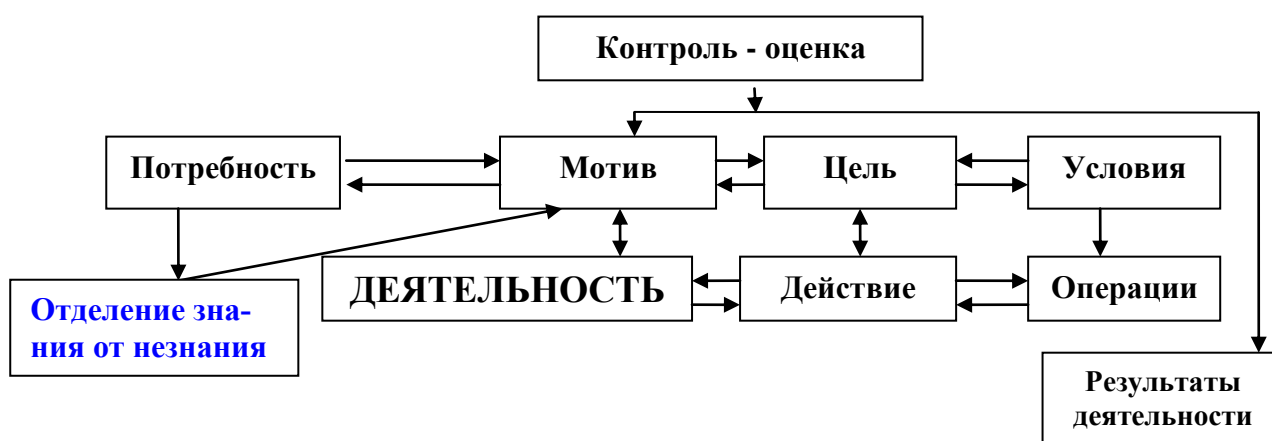 Контроль - оценка
Потребность
Мотив
Цель
Условия
ДЕЯТЕЛЬНОСТЬ
Действие
Операции
Отделение зна-
ния от незнания
Результаты
деятельности